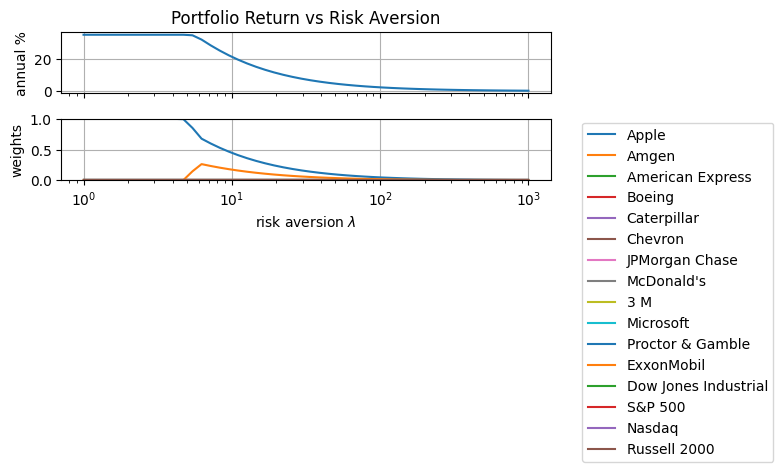 Portfolio Return vs Risk Aversion
annual %
20
0
weights
1.0
0.5
0.0
10⁰ 10¹ 10² 10³
risk aversion λ
Apple
Amgen
American Express
Boeing
Caterpillar
Chevron
JPMorgan Chase
McDonald's
3 M
Microsoft
Proctor & Gamble
ExxonMobil
Dow Jones Industrial
S&P 500
Nasdaq
Russell 2000